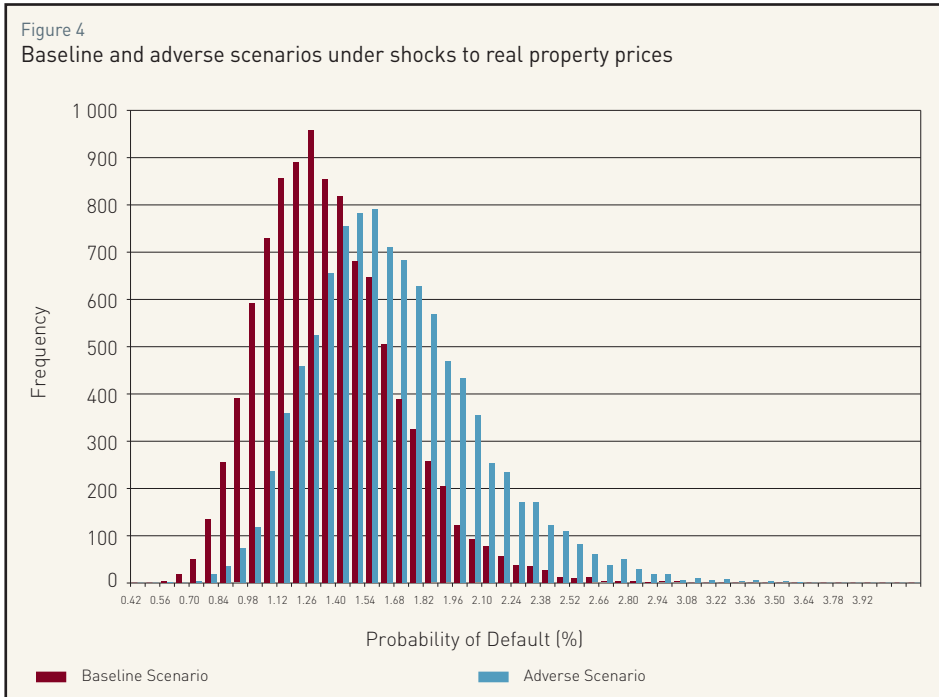 Figure 4
Baseline and adverse scenarios under shocks to real property prices
1 000
900
800
700
600
500
400
300
200
100
0
Frequency
0.42 0.56 0.70 0.84 0.98 1.12 1.26 1.40 1.54 1.68 1.82 1.96 2.10 2.24 2.38 2.52 2.66 2.80 2.94 3.08 3.22 3.36 3.50 3.64 3.78 3.92
Probability of Default (%)
Baseline Scenario
Adverse Scenario